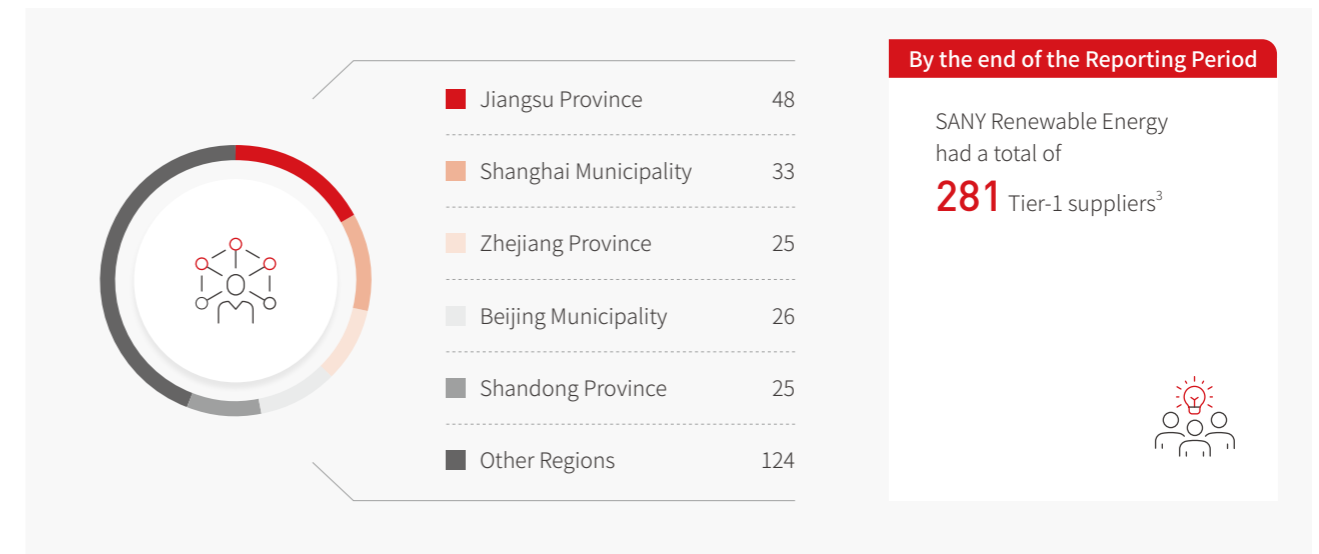 Jiangsu Province 48
Shanghai Municipality 33
Zhejiang Province 25
Beijing Municipality 26
Shandong Province 25
Other Regions 124
By the end of the Reporting Period
SANY Renewable Energy
had a total of
281 Tier-1 suppliers³